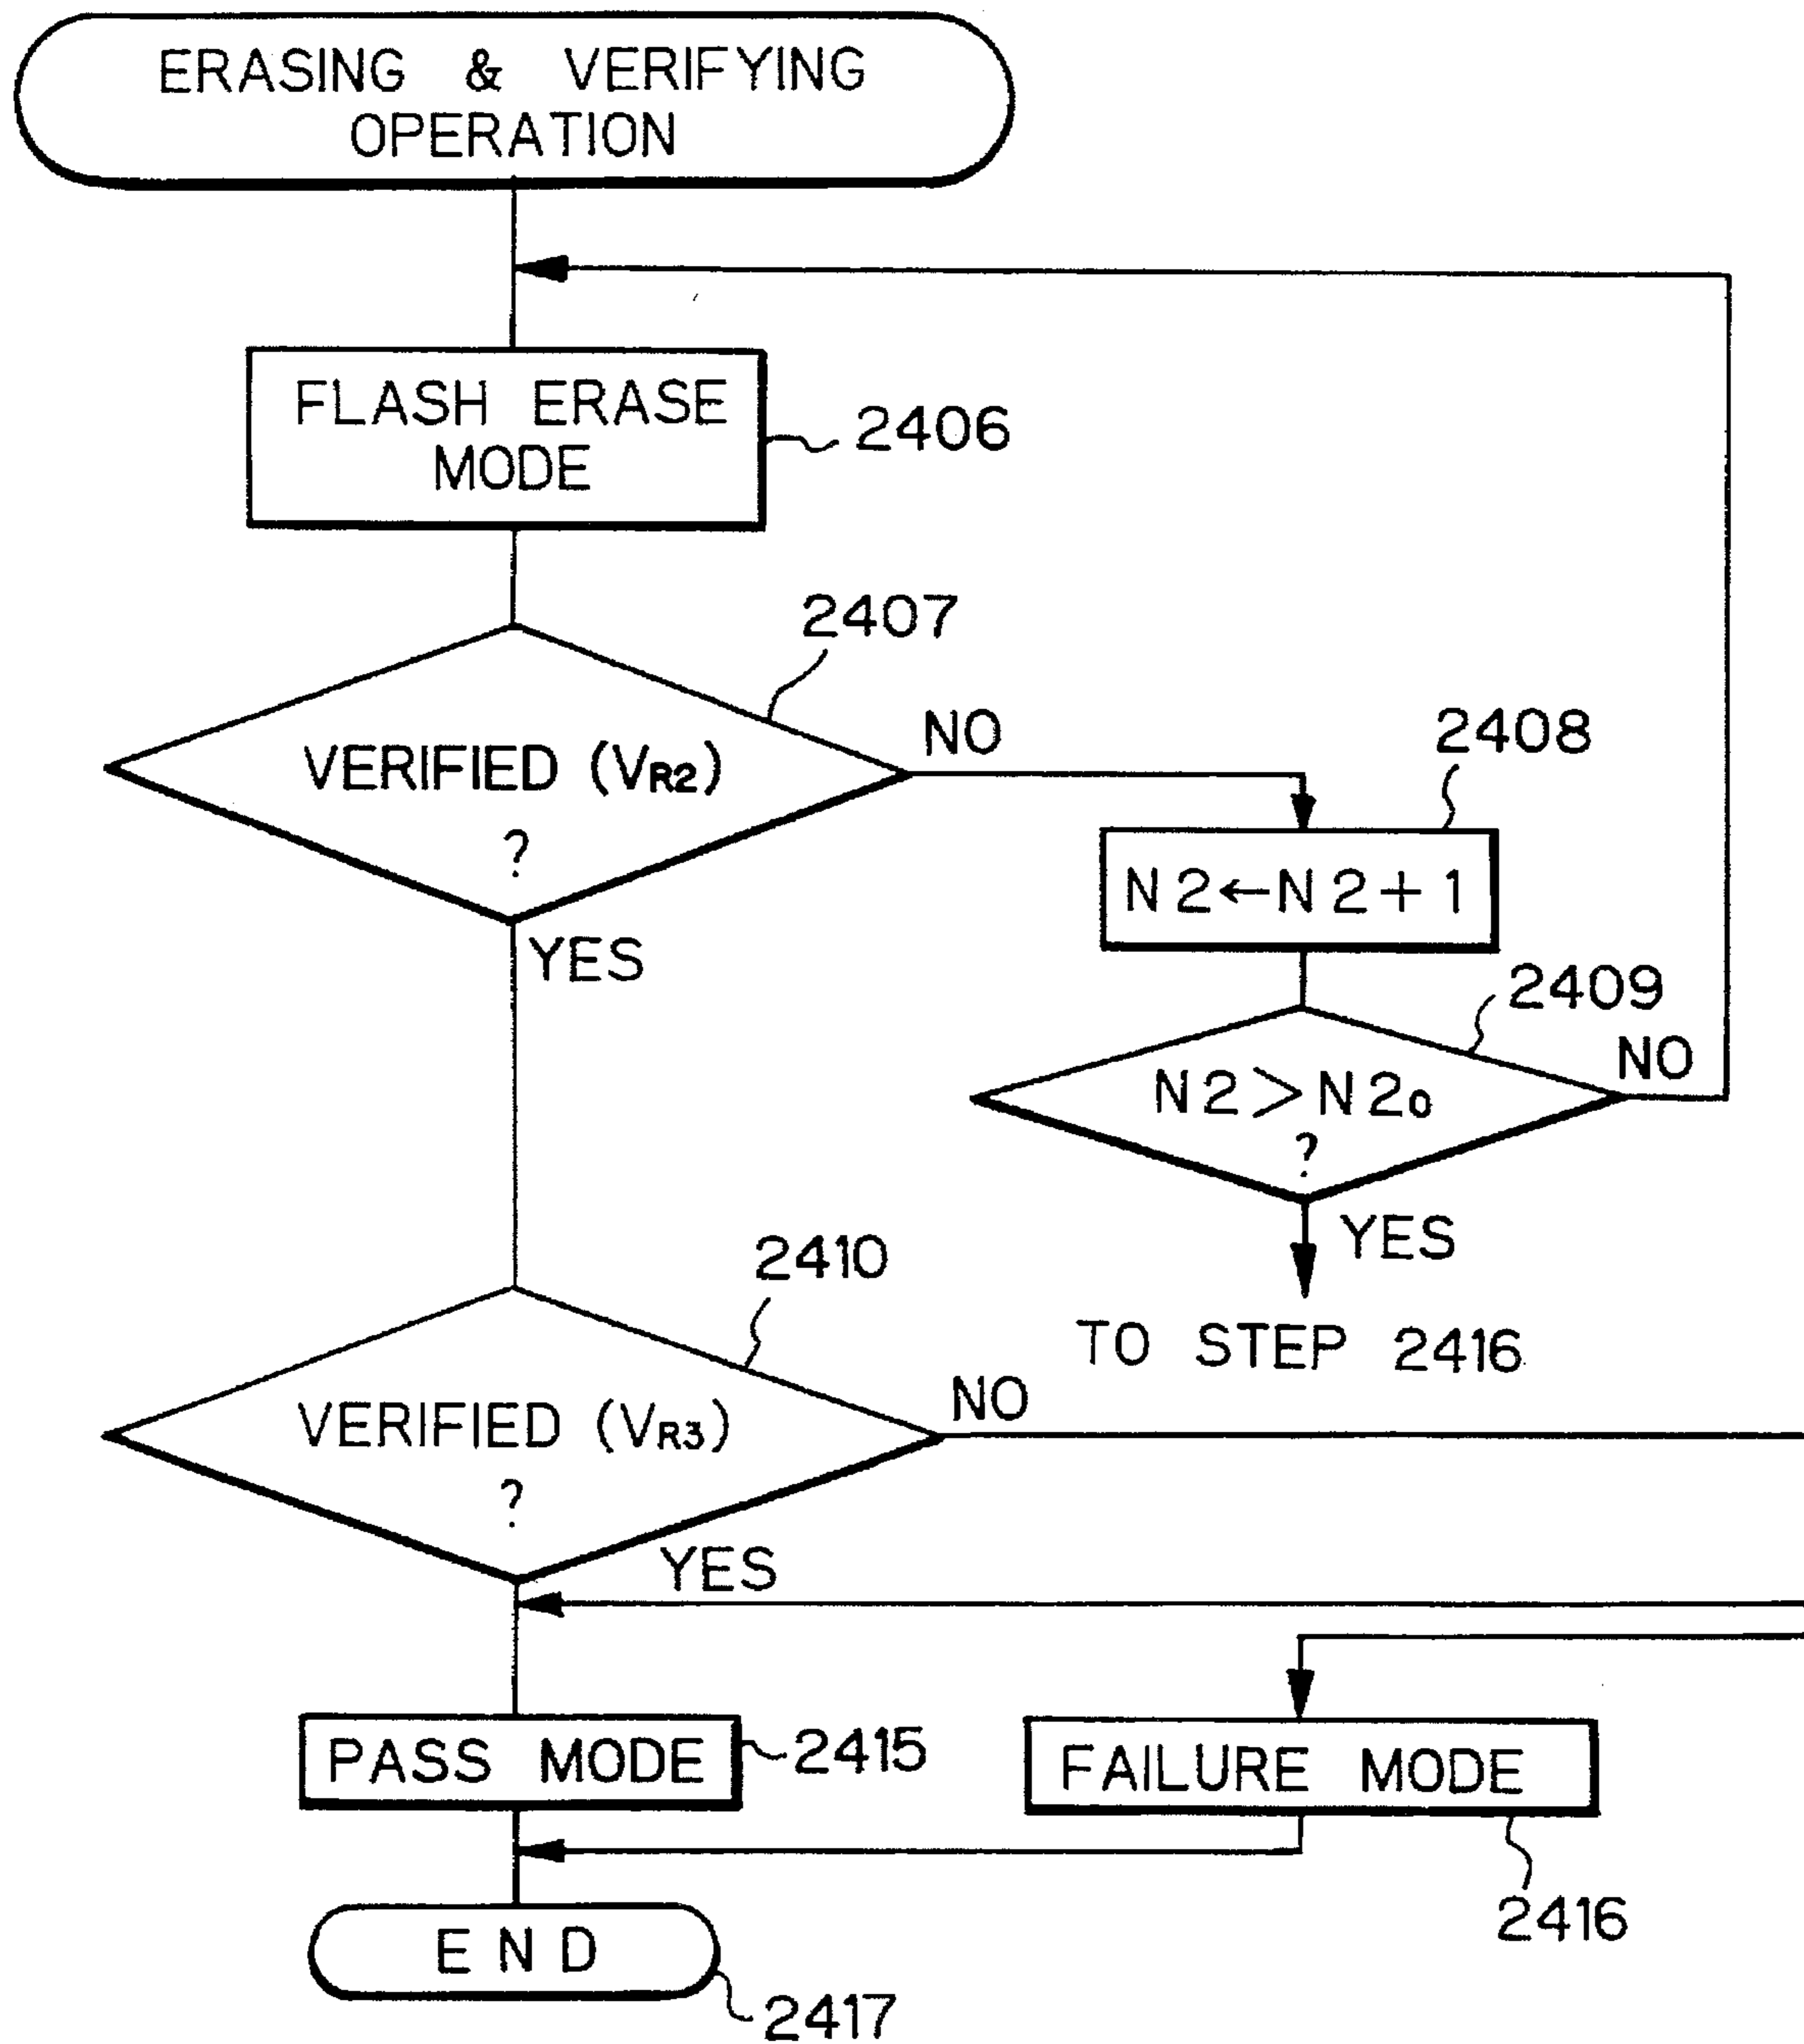 ERASING & VERIFYING
OPERATION
FLASH ERASE
MODE
2406
2407
VERIFIED (VR2)
?
NO
YES
2408
N2←N2+1
2409
N2>N20
?
NO
YES
TO STEP 2416
2410
VERIFIED (VR3)
?
NO
YES
PASS MODE
2415
FAILURE MODE
2416
END
2417